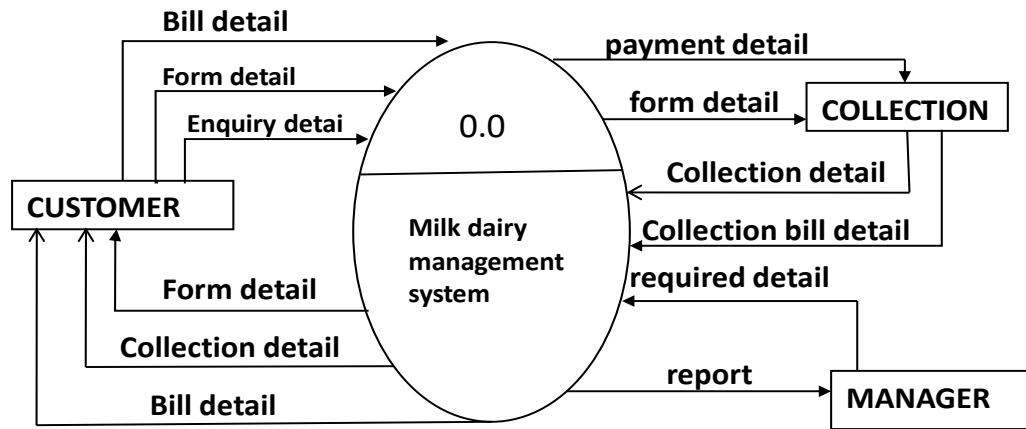 Bill detail
payment detail
Form detail
form detail
COLLECTION
Enquiry detai
0.0
Collection detail
CUSTOMER
Collection bill detail
Milk dairy
management
system
required detail
Form detail
Collection detail
report
MANAGER
Bill detail